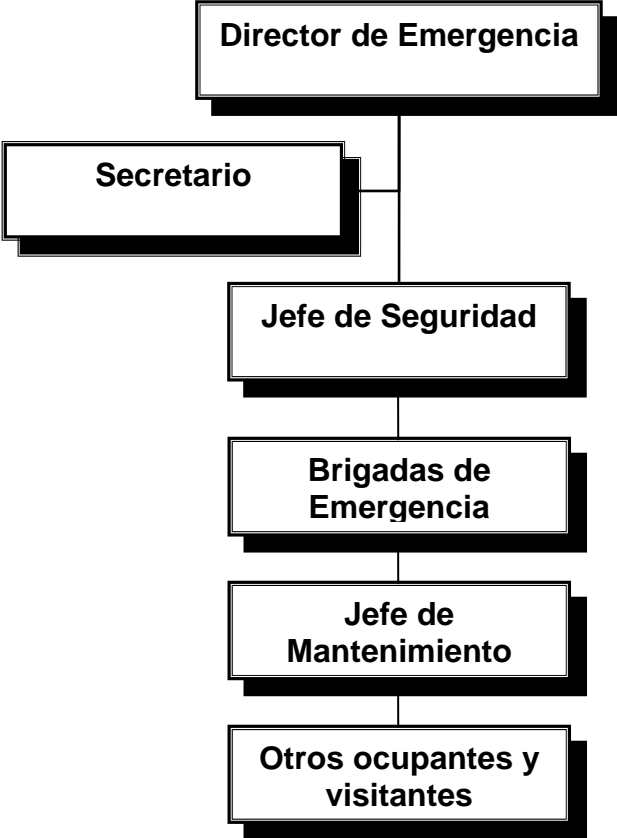 Director de Emergencia
Secretario
Jefe de Seguridad
Brigadas de
Emergencia
Jefe de
Mantenimiento
Otros ocupantes y
visitantes